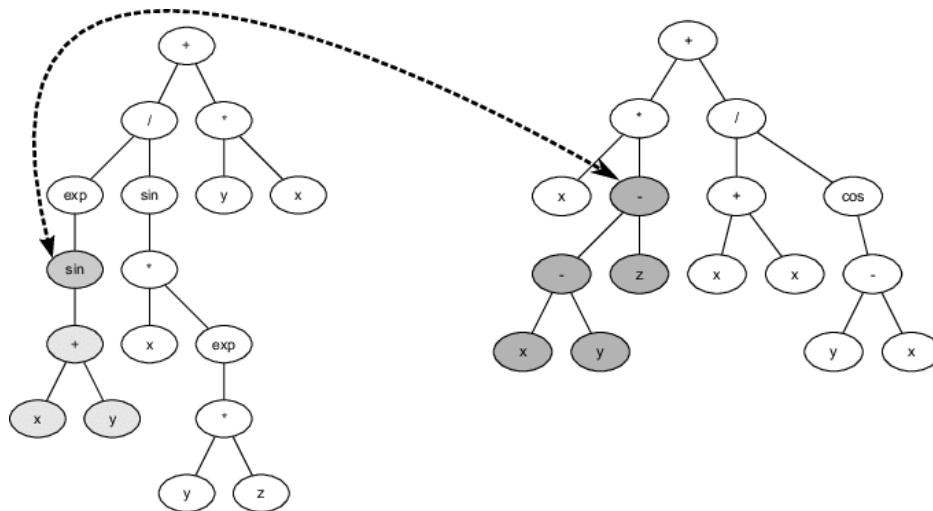 + +
/ * * /
exp sin y x x - + cos
sin * - z x x -
+ x exp x y y x
x y *
y z